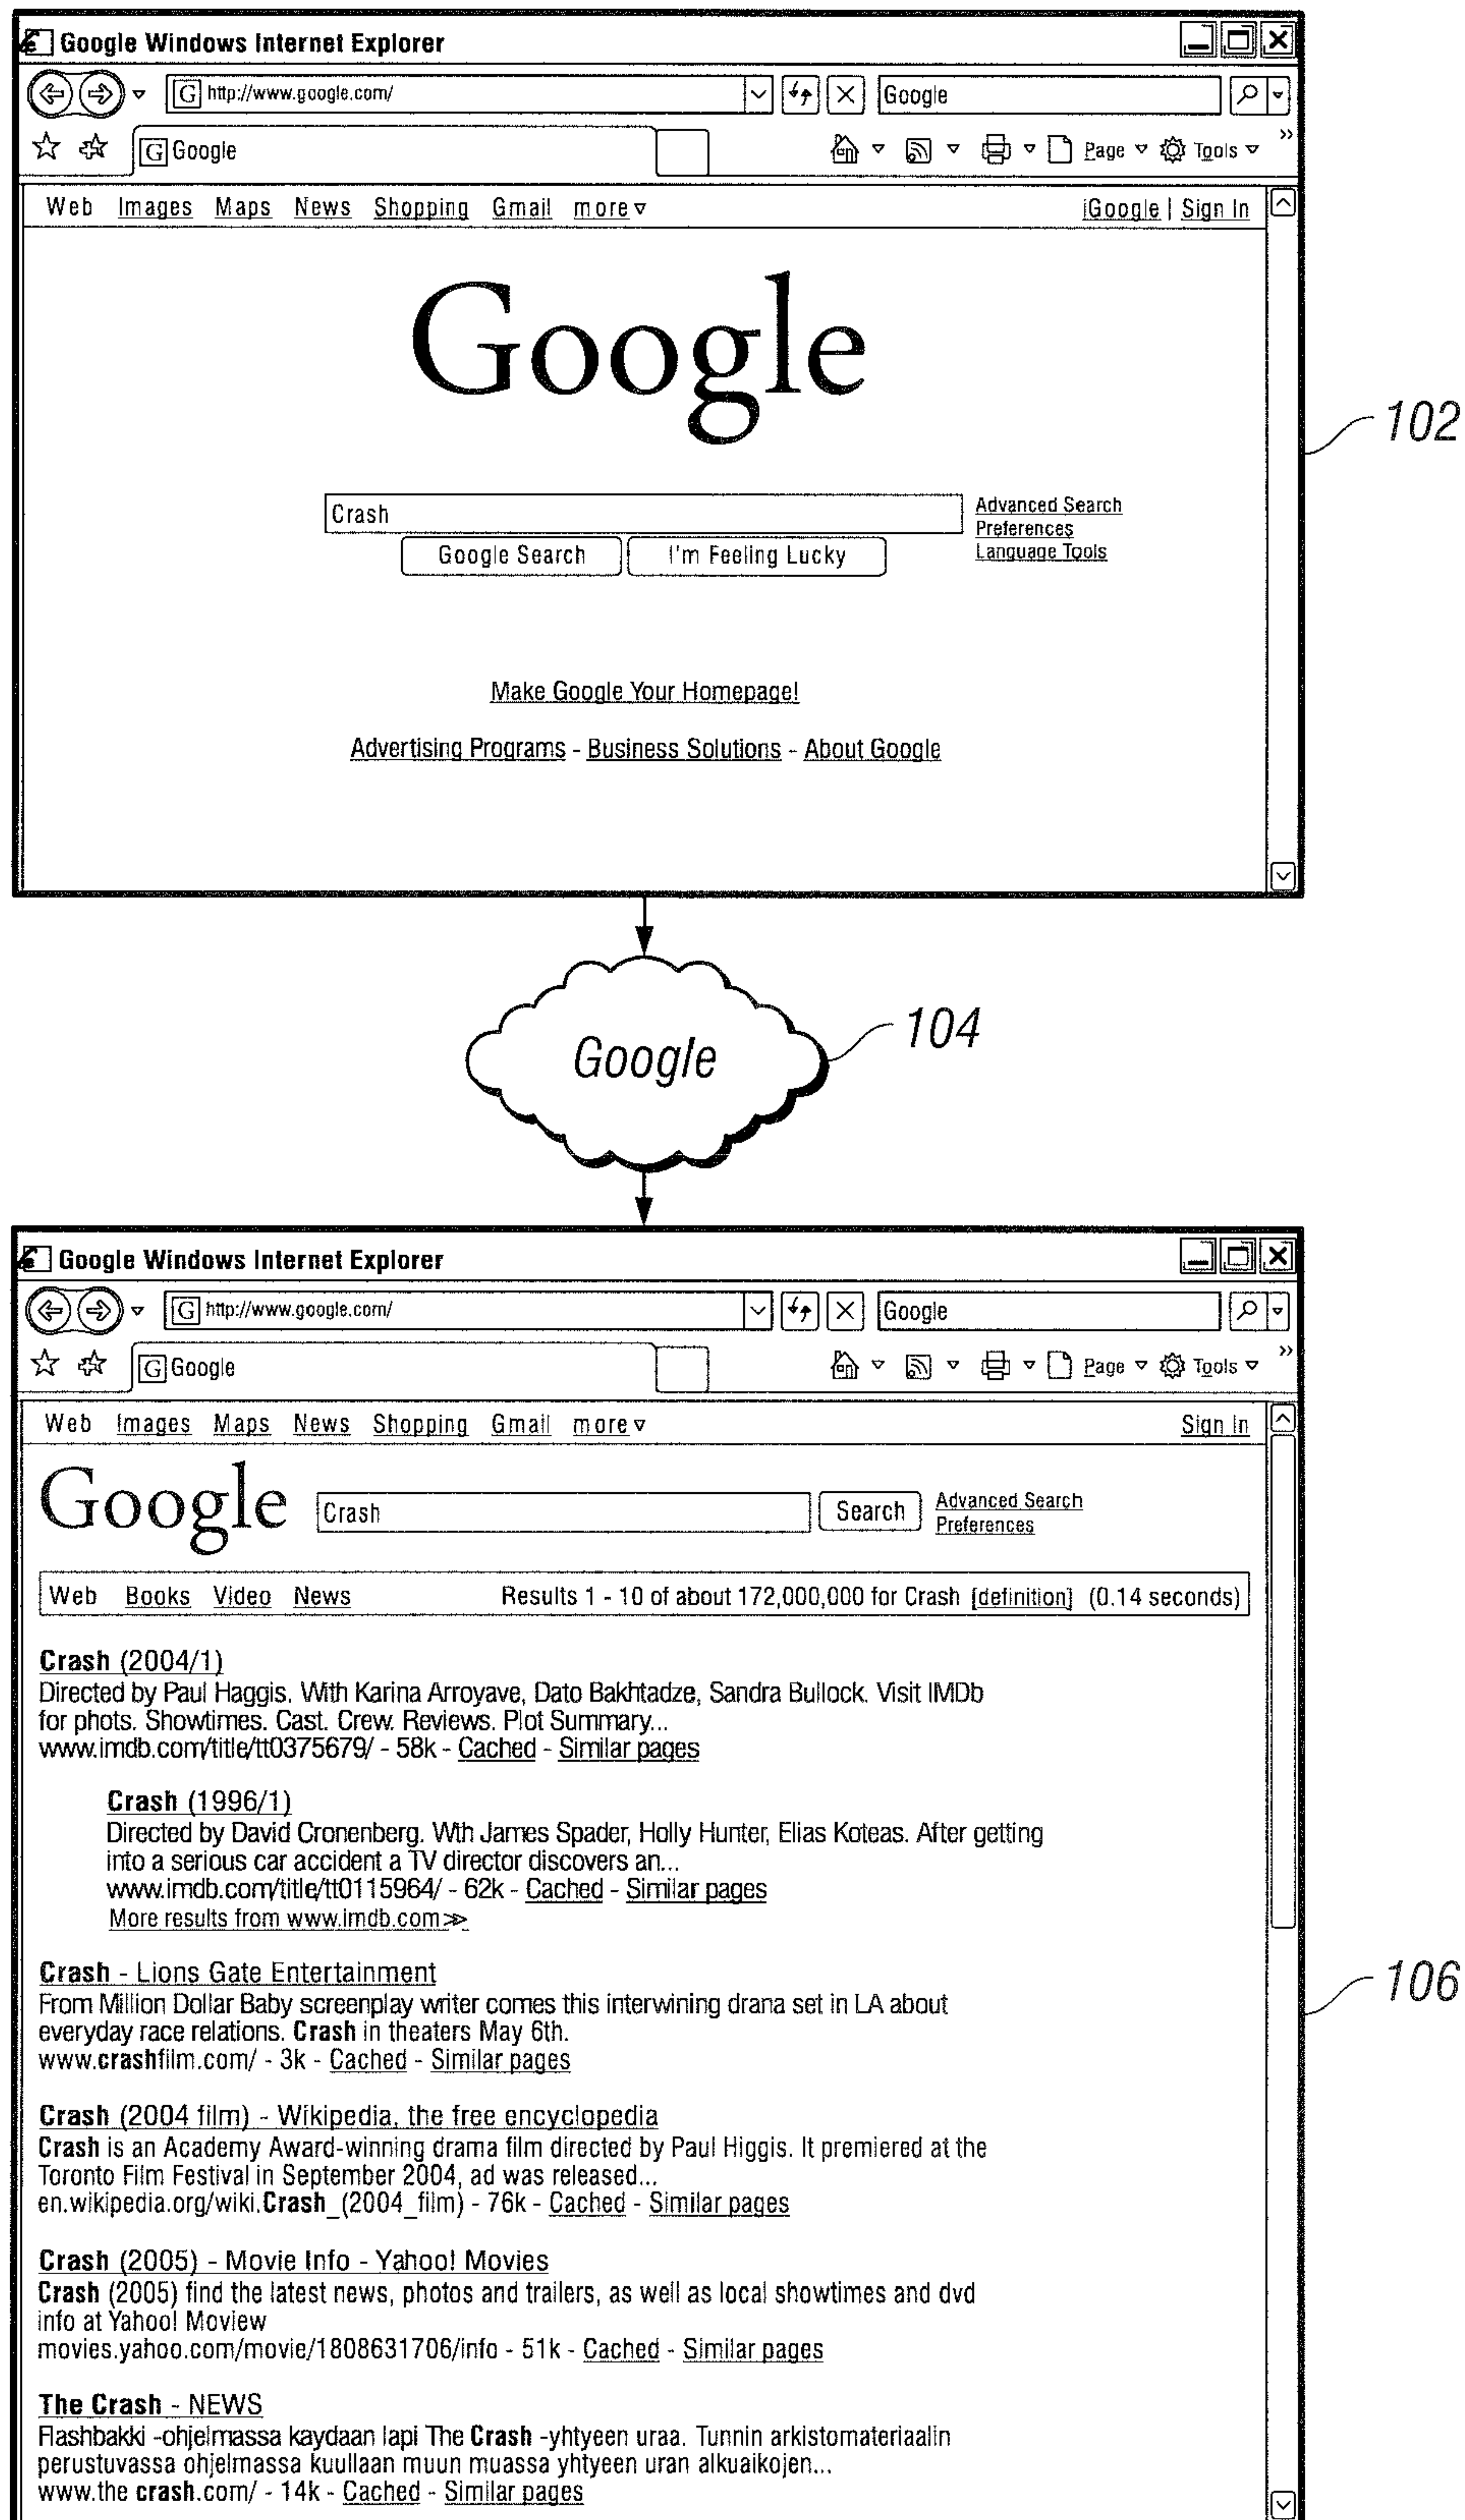 Google Windows Internet Explorer
http://www.google.com/
Google
Google
Page Tools
Web Images Maps News Shopping Gmail more
iGoogle | Sign In
Google
102
Crash
Advanced Search
Preferences
Language Tools
Google Search I'm Feeling Lucky
Make Google Your Homepage!
Advertising Programs - Business Solutions - About Google
Google
104
Google Windows Internet Explorer
http://www.google.com/
Google
Google
Page Tools
Web Images Maps News Shopping Gmail more
Sign In
Google
Crash
Search
Advanced Search
Preferences
Web Books Video News
Results 1 - 10 of about 172,000,000 for Crash [definition] (0.14 seconds)
Crash (2004/1)
Directed by Paul Haggis. With Karina Arroyave, Dato Bakhtadze, Sandra Bullock. Visit IMDb
for phots. Showtimes. Cast. Crew. Reviews. Plot Summary...
www.imdb.com/title/tt0375679/ - 58k - Cached - Similar pages
Crash (1996/1)
Directed by David Cronenberg. Wth James Spader, Holly Hunter, Elias Koteas. After getting
into a serious car accident a TV director discovers an...
www.imdb.com/title/tt0115964/ - 62k - Cached - Similar pages
More results from www.imdb.com≫
Crash - Lions Gate Entertainment
From Million Dollar Baby screenplay writer comes this interwining drana set in LA about
everyday race relations. Crash in theaters May 6th.
www.crashfilm.com/ - 3k - Cached - Similar pages
106
Crash (2004 film) - Wikipedia, the free encyclopedia
Crash is an Academy Award-winning drama film directed by Paul Higgis. It premiered at the
Toronto Film Festival in September 2004, ad was released...
en.wikipedia.org/wiki.Crash_(2004_film) - 76k - Cached - Similar pages
Crash (2005) - Movie Info - Yahoo! Movies
Crash (2005) find the latest news, photos and trailers, as well as local showtimes and dvd
info at Yahoo! Moview
movies.yahoo.com/movie/1808631706/info - 51k - Cached - Similar pages
The Crash - NEWS
Flashbakki -ohjelmassa kaydaan lapi The Crash -yhtyeen uraa. Tunnin arkistomateriaalin
perustuvassa ohjelmassa kuullaan muun muassa yhtyeen uran alkuaikojen...
www.the crash.com/ - 14k - Cached - Similar pages